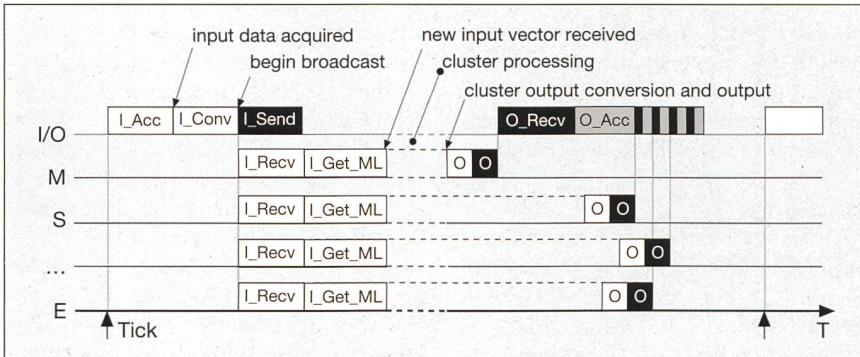 input data acquired
new input vector received
begin broadcast
cluster processing
cluster output conversion and output
I_Acc I_Conv I_Send O_Recv O_Acc
I/O
I_Recv I_Get_ML O O
M
I_Recv I_Get_ML O O
S
I_Recv I_Get_ML O O
...
I_Recv I_Get_ML O O
E
Tick T